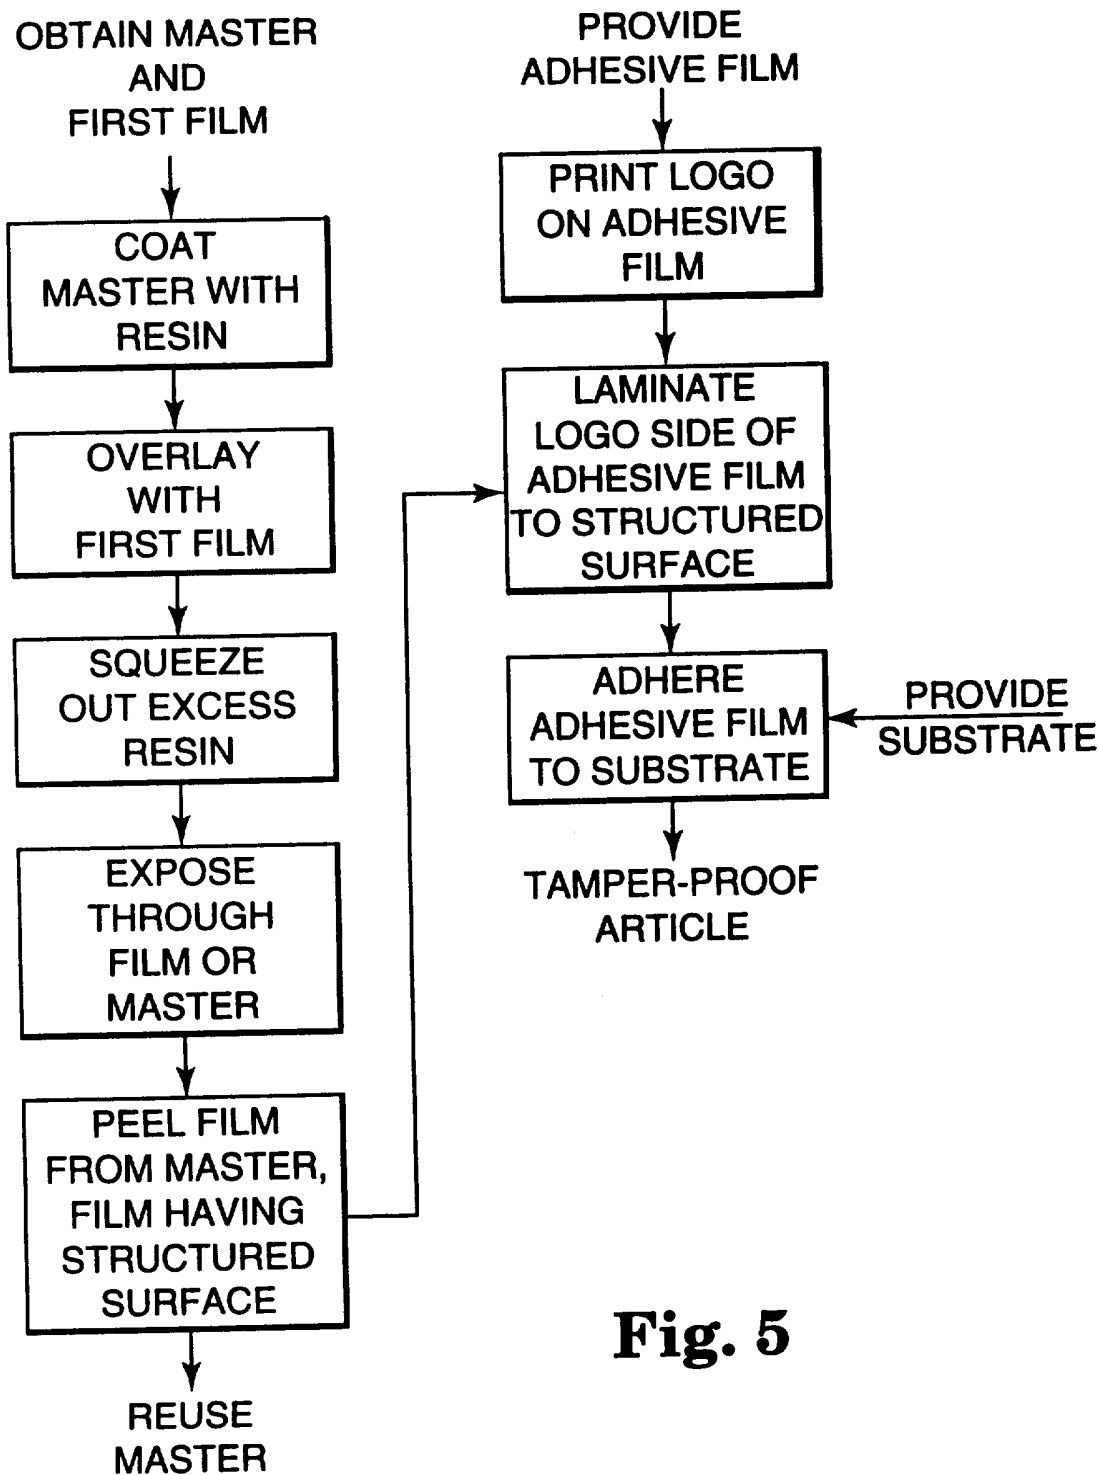 OBTAIN MASTER
AND
FIRST FILM
COAT
MASTER WITH
RESIN
OVERLAY
WITH
FIRST FILM
SQUEEZE
OUT EXCESS
RESIN
EXPOSE
THROUGH
FILM OR
MASTER
PEEL FILM
FROM MASTER,
FILM HAVING
STRUCTURED
SURFACE
REUSE
MASTER
PROVIDE
ADHESIVE FILM
PRINT LOGO
ON ADHESIVE
FILM
LAMINATE
LOGO SIDE OF
ADHESIVE FILM
TO STRUCTURED
SURFACE
ADHERE
ADHESIVE FILM
TO SUBSTRATE
PROVIDE
SUBSTRATE
TAMPER-PROOF
ARTICLE
Fig. 5